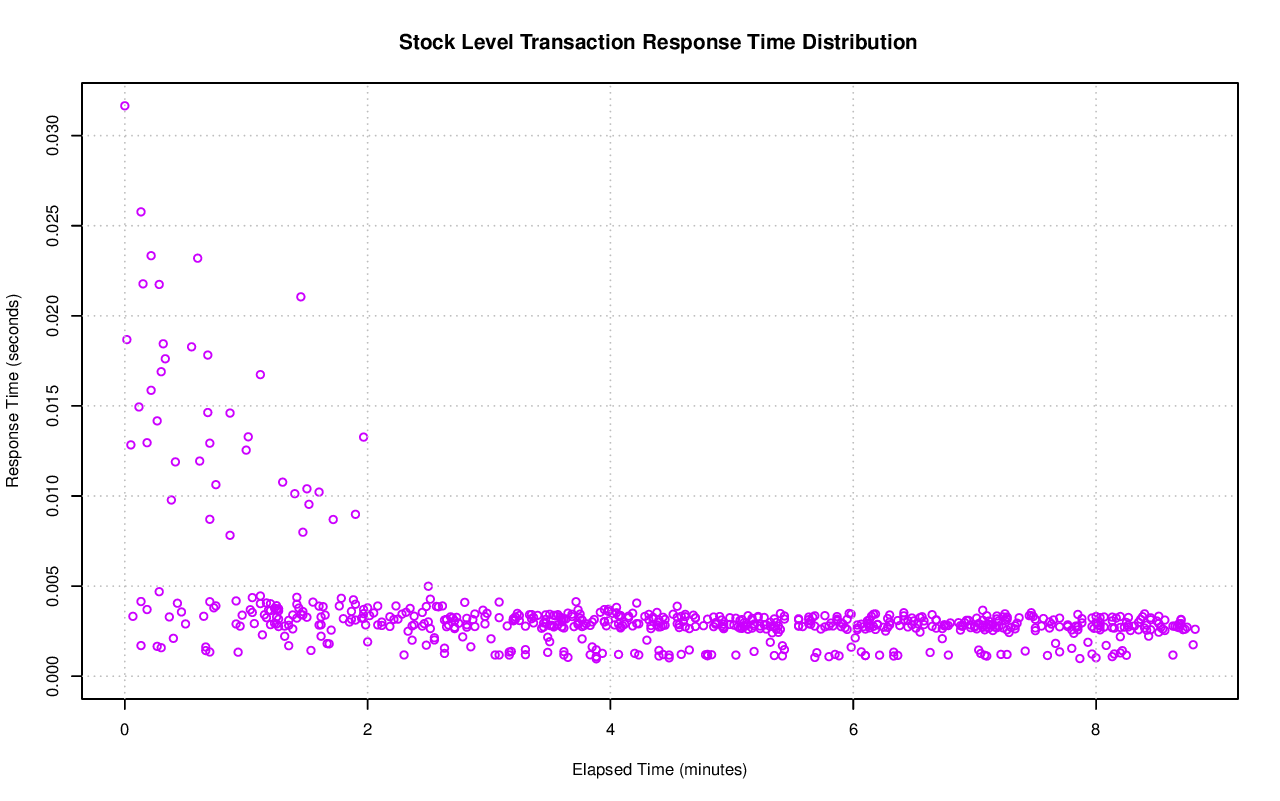 Stock Level Transaction Response Time Distribution
Response Time (seconds)
0.030
0.025
0.020
0.015
0.010
0.005
0.000
0 2 4 6 8
Elapsed Time (minutes)